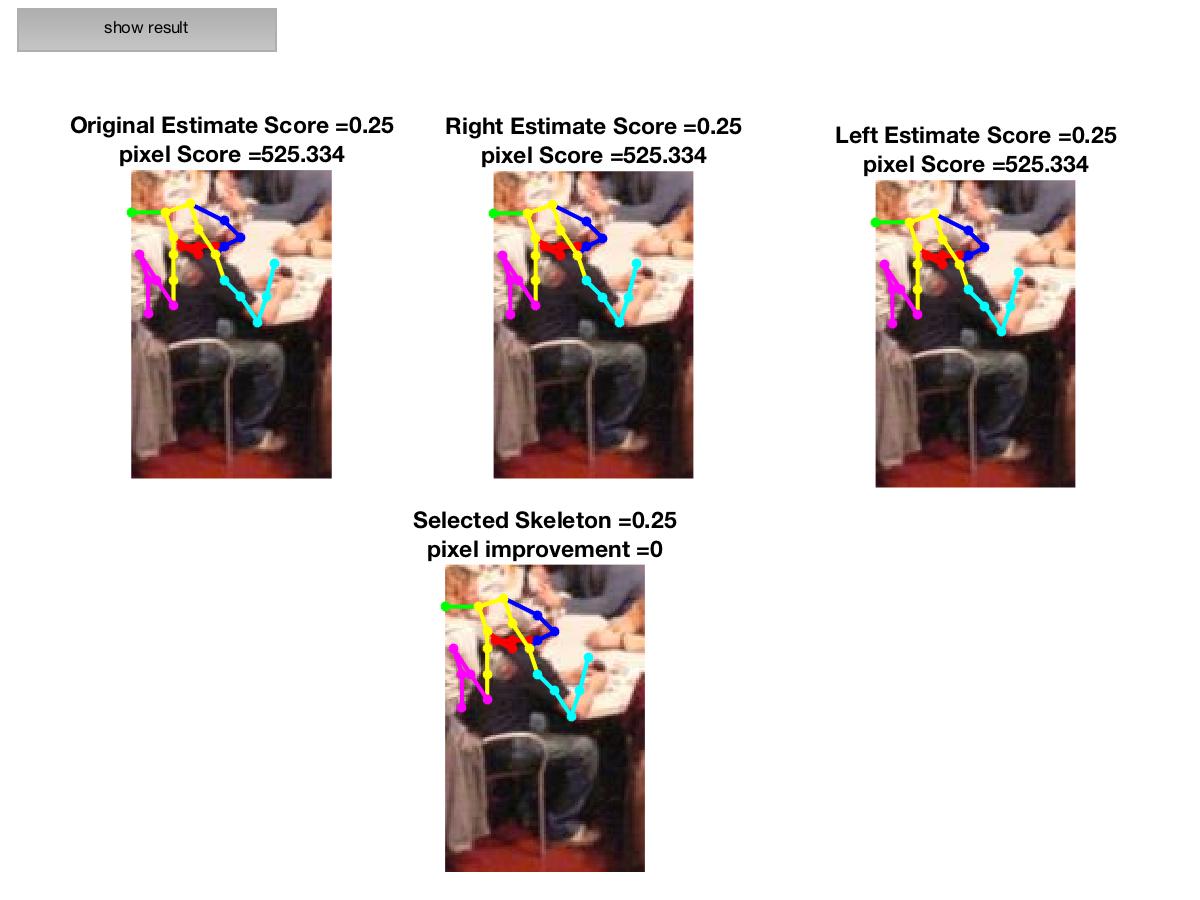 show result
Original Estimate Score =0.25
pixel Score =525.334
Right Estimate Score =0.25
pixel Score =525.334
Left Estimate Score =0.25
pixel Score =525.334
Selected Skeleton =0.25
pixel improvement =0